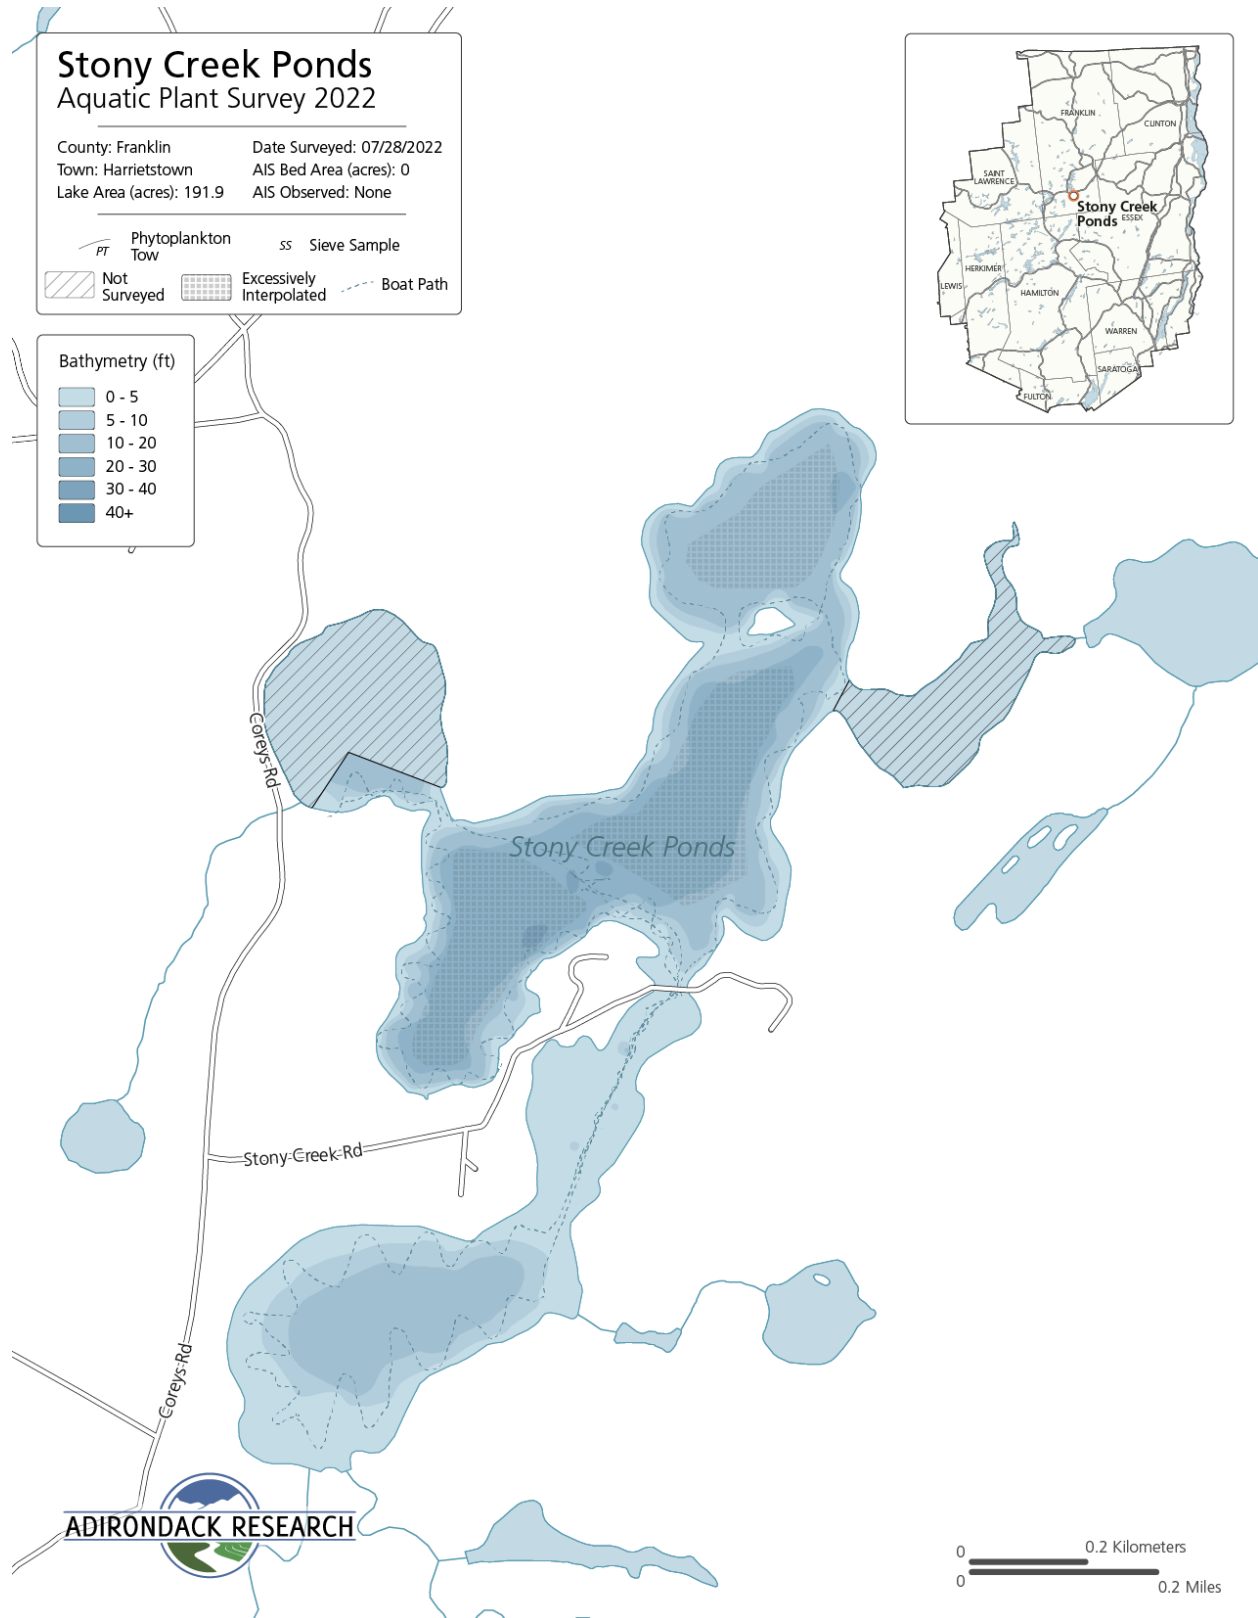 Stony Creek Ponds
Aquatic Plant Survey 2022
County: Franklin
Date Surveyed: 07/28/2022
Town: Harrietstown
AIS Bed Area (acres): 0
Lake Area (acres): 191.9
AIS Observed: None
PT
Phytoplankton
Tow
SS
Sieve Sample
Not
Surveyed
Excessively
Interpolated
Boat Path
Bathymetry (ft)
0 - 5
5 - 10
10 - 20
20 - 30
30 - 40
40+
FRANKLIN
CLINTON
SAINT
LAWRENCE
Stony Creek
Ponds
ESSEX
HERKIMER
LEWIS
HAMILTON
WARREN
SARATOGA
FULTON
Coreys Rd
Stony Creek Ponds
Stony Creek Rd
Coreys Rd
ADIRONDACK RESEARCH
0
0.2 Kilometers
0
0.2 Miles